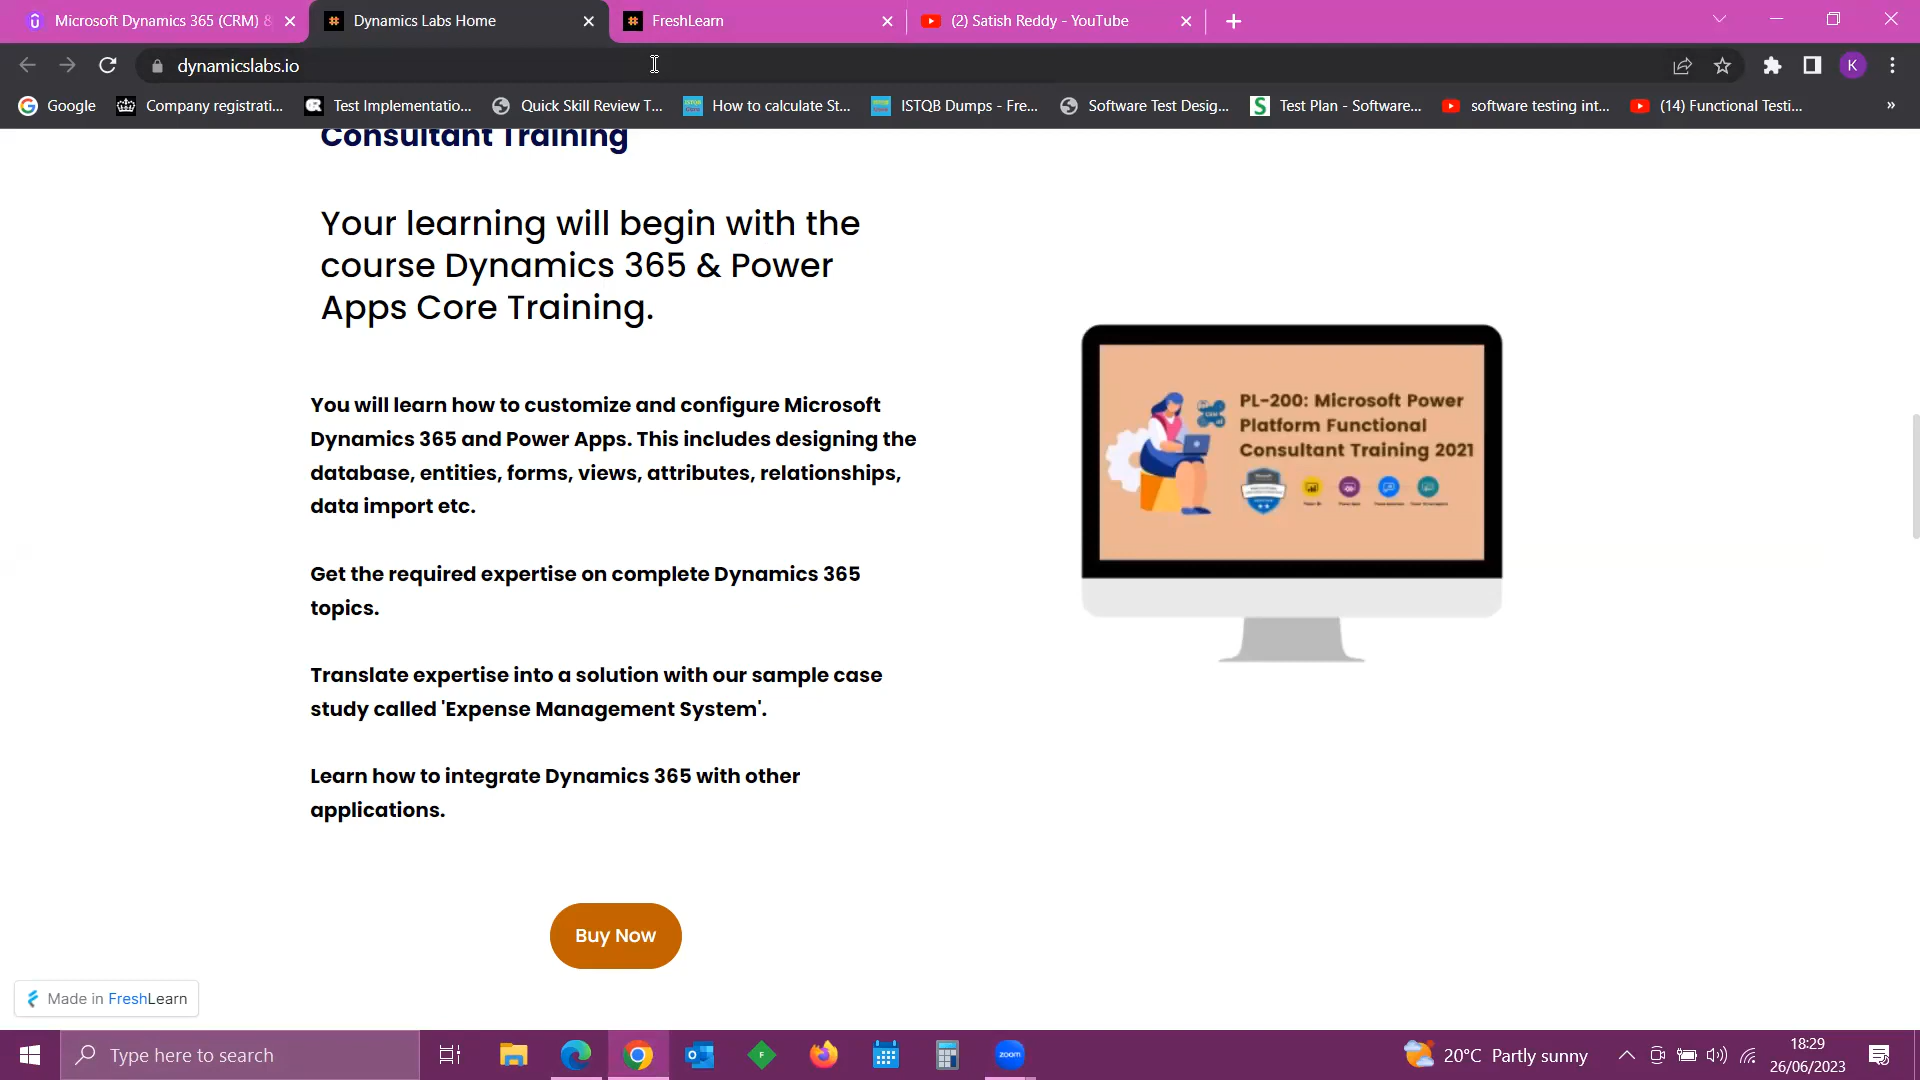 Microsoft Dynamics 365 (CRM) &
Dynamics Labs Home
FreshLearn
(2) Satish Reddy - YouTube
dynamicslabs.io
K
Google
Company registrati...
Test Implementatio...
Quick Skill Review T...
How to calculate St...
ISTQB Dumps - Fre...
Software Test Desig...
Test Plan - Software...
software testing int...
(14) Functional Testi...
»
Consultant Training
Your learning will begin with the
course Dynamics 365 & Power
Apps Core Training.
You will learn how to customize and configure Microsoft
Dynamics 365 and Power Apps. This includes designing the
database, entities, forms, views, attributes, relationships,
data import etc.
Get the required expertise on complete Dynamics 365
topics.
Translate expertise into a solution with our sample case
study called 'Expense Management System'.
Learn how to integrate Dynamics 365 with other
applications.
Buy Now
PL-200: Microsoft Power
Platform Functional
Consultant Training 2021
Made in FreshLearn
Type here to search
zoom
20°C Partly sunny
18:29
26/06/2023